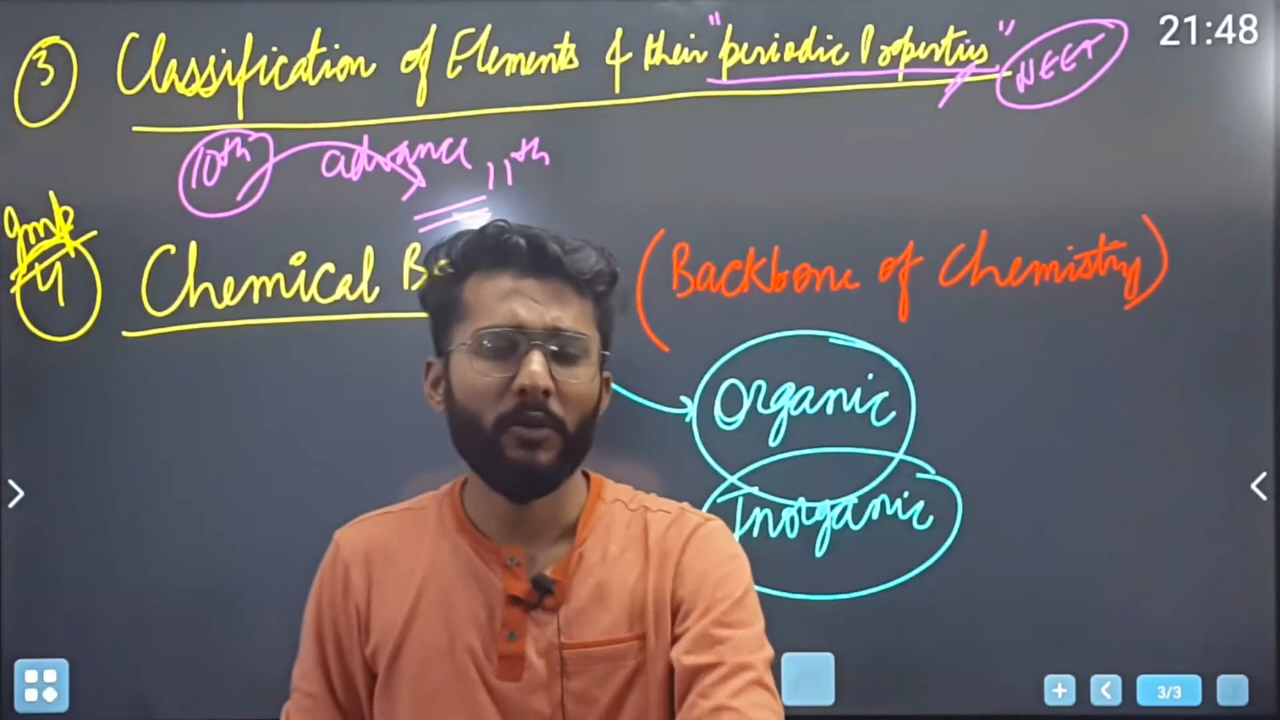 3 Classification of Elements & their "periodic Properties" NEET 21:48
10th advance 11th
Imp
4 Chemical (Backbone of Chemistry)
Organic
Inorganic
3/3